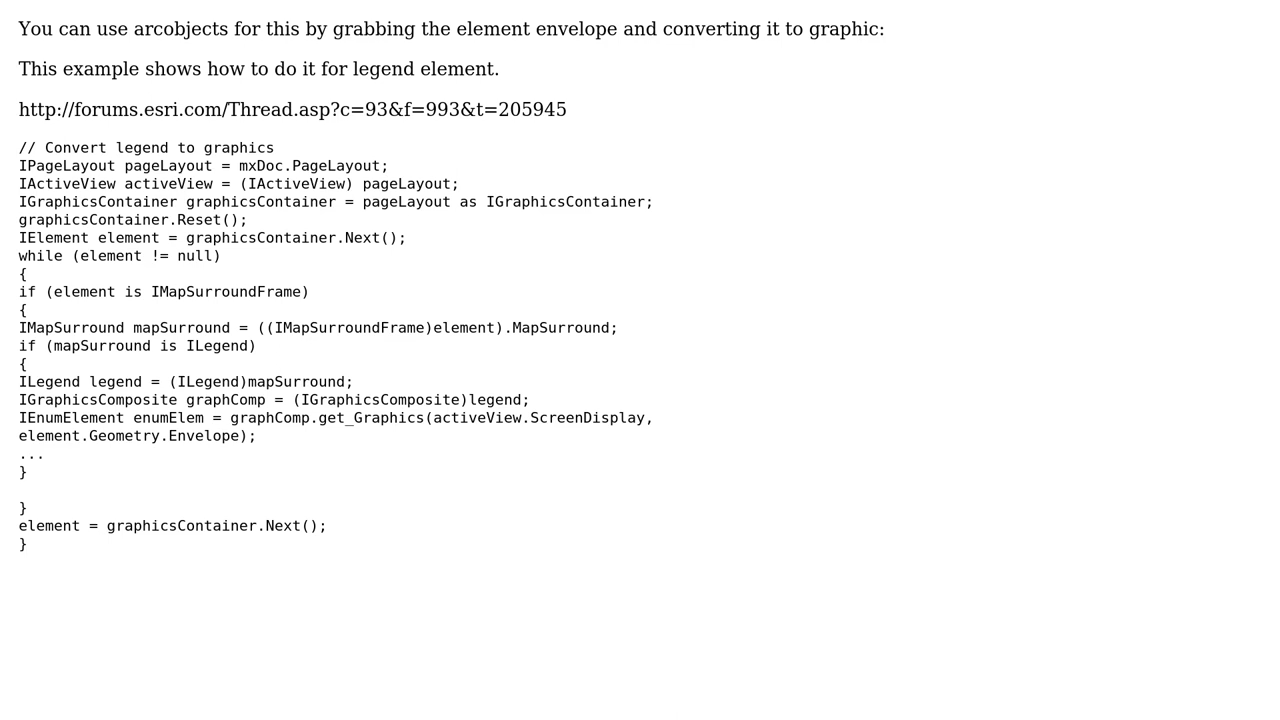 You can use arcobjects for this by grabbing the element envelope and converting it to graphic:
This example shows how to do it for legend element.
http://forums.esri.com/Thread.asp?c=93&f=993&t=205945
// Convert legend to graphics
IPageLayout pageLayout = mxDoc.PageLayout;
IActiveView activeView = (IActiveView) pageLayout;
IGraphicsContainer graphicsContainer = pageLayout as IGraphicsContainer;
graphicsContainer.Reset();
IElement element = graphicsContainer.Next();
while (element != null)
{
if (element is IMapSurroundFrame)
{
IMapSurround mapSurround = ((IMapSurroundFrame)element).MapSurround;
if (mapSurround is ILegend)
{
ILegend legend = (ILegend)mapSurround;
IGraphicsComposite graphComp = (IGraphicsComposite)legend;
IEnumElement enumElem = graphComp.get_Graphics(activeView.ScreenDisplay,
element.Geometry.Envelope);
...
}
}
element = graphicsContainer.Next();
}